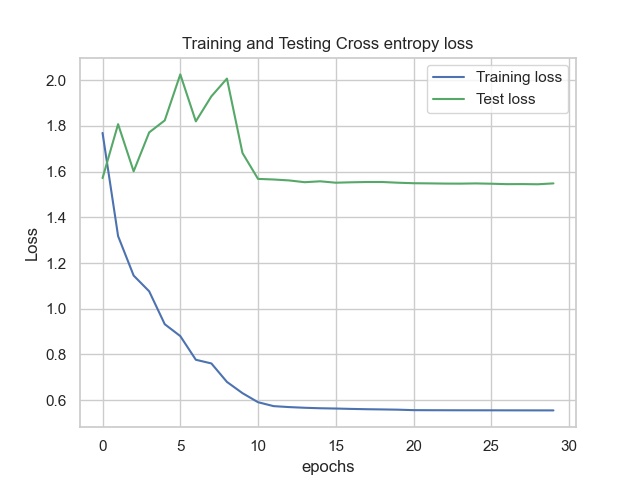 Training and Testing Cross entropy loss
Training loss
Test loss
2.0
1.8
1.6
1.4
1.2
1.0
0.8
0.6
Loss
0 5 10 15 20 25 30
epochs